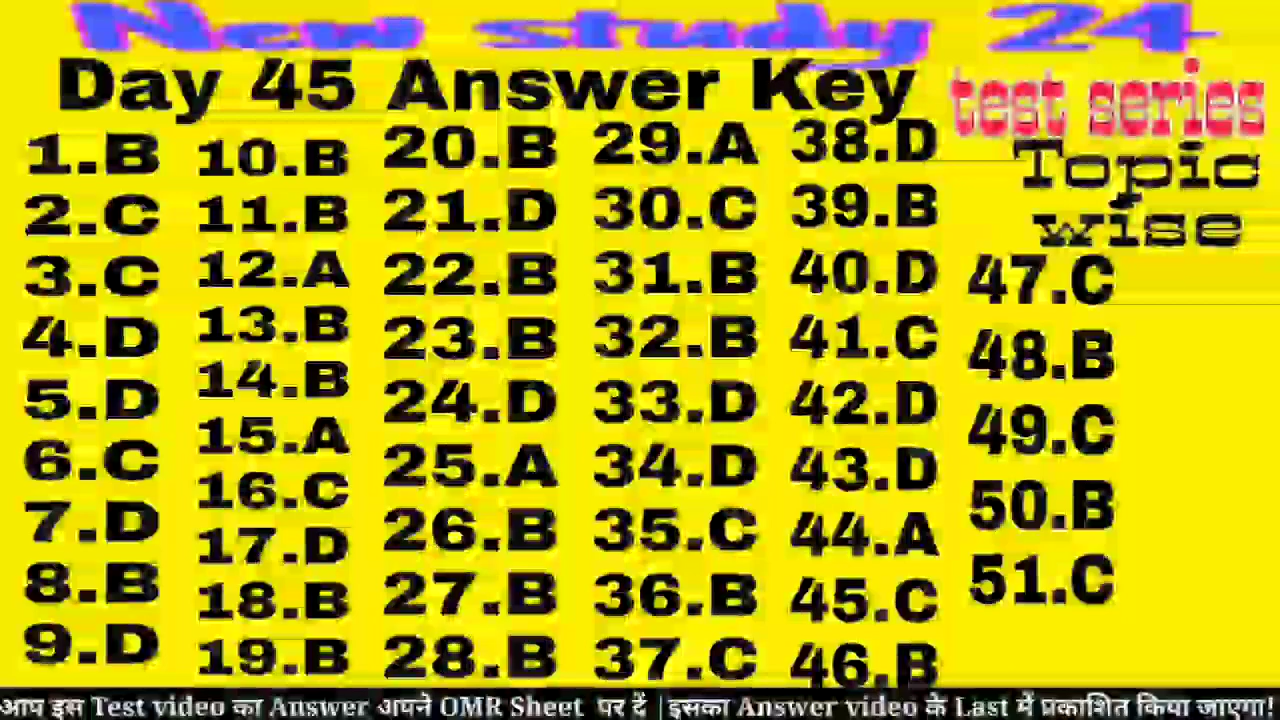 New study 24
Day 45 Answer Key
test series
Topic
wise
1.B
2.C
3.C
4.D
5.D
6.C
7.D
8.B
9.D
10.B
11.B
12.A
13.B
14.B
15.A
16.C
17.D
18.B
19.B
20.B
21.D
22.B
23.B
24.D
25.A
26.B
27.B
28.B
29.A
30.C
31.B
32.B
33.D
34.D
35.C
36.B
37.C
38.D
39.B
40.D
41.C
42.D
43.D
44.A
45.C
46.B
47.C
48.B
49.C
50.B
51.C
आप इस Test video का Answer अपने OMR Sheet पर दें |इसका Answer video के Last में प्रकाशित किया जाएगा!